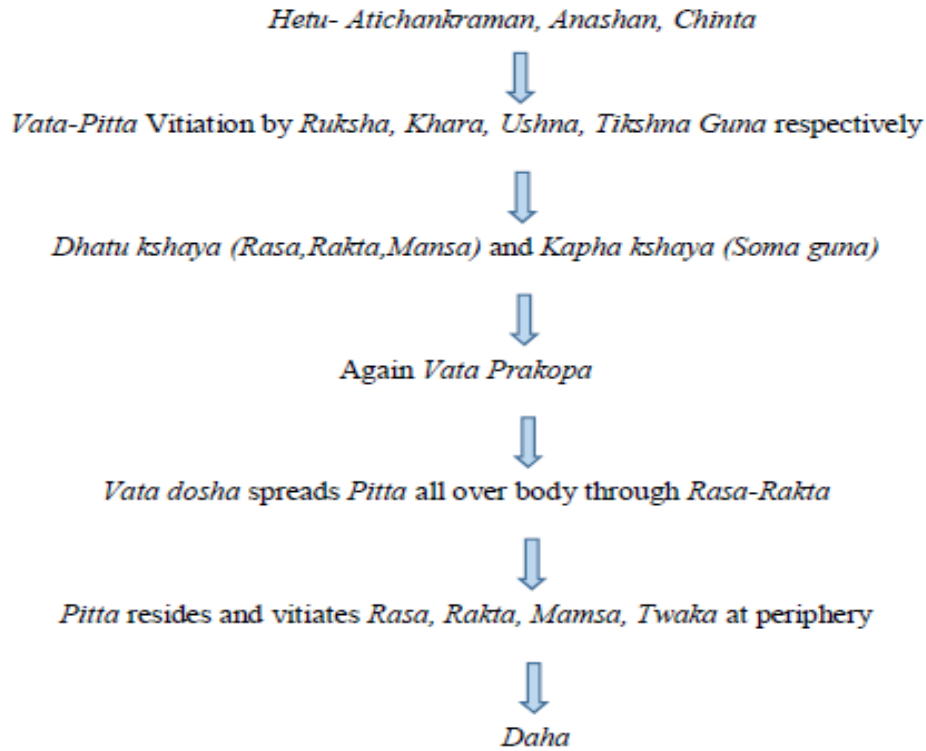 Hetu- Atichankraman, Anashan, Chinta
Vata-Pitta Vitiation by Ruksha, Khara, Ushna, Tikshna Guna respectively
Dhatu kshaya (Rasa,Rakta,Mansa) and Kapha kshaya (Soma guna)
Again Vata Prakopa
Vata dosha spreads Pitta all over body through Rasa-Rakta
Pitta resides and vitiates Rasa, Rakta, Mamsa, Twaka at periphery
Daha